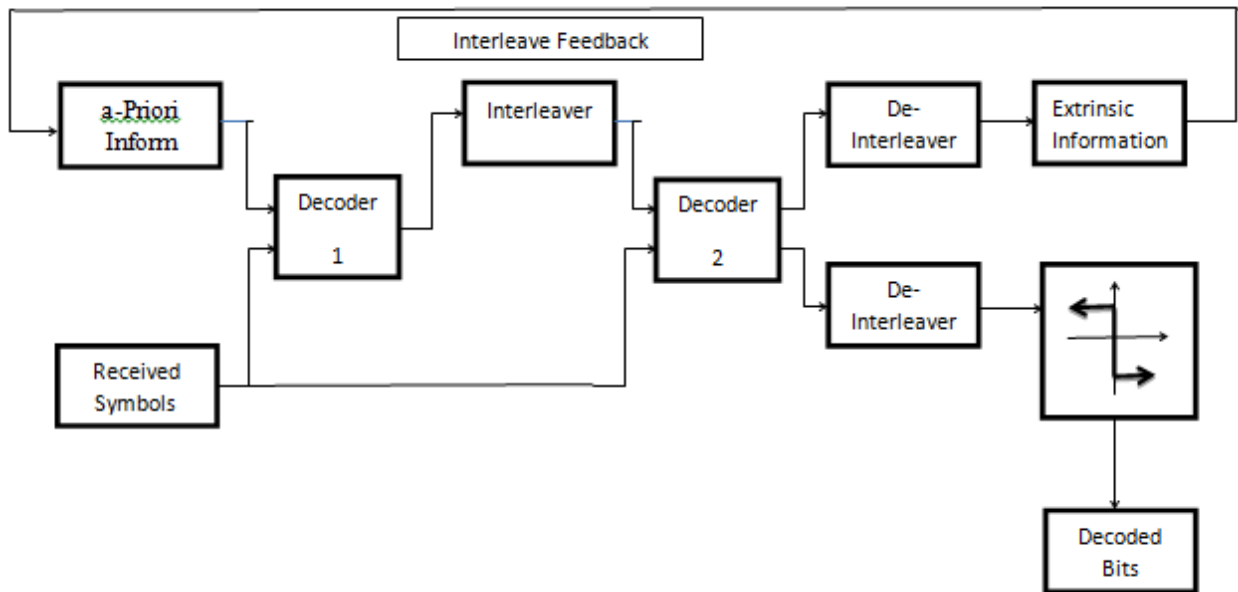 Interleave Feedback
a-Priori
Inform
Interleaver
De-
Interleaver
Extrinsic
Information
Decoder
1
Decoder
2
De-
Interleaver
Received
Symbols
Decoded
Bits